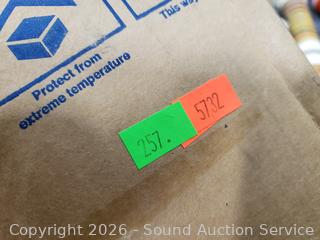 This way
Protect from
extreme temperature
257.
5732
Copyright 2026 - Sound Auction Service